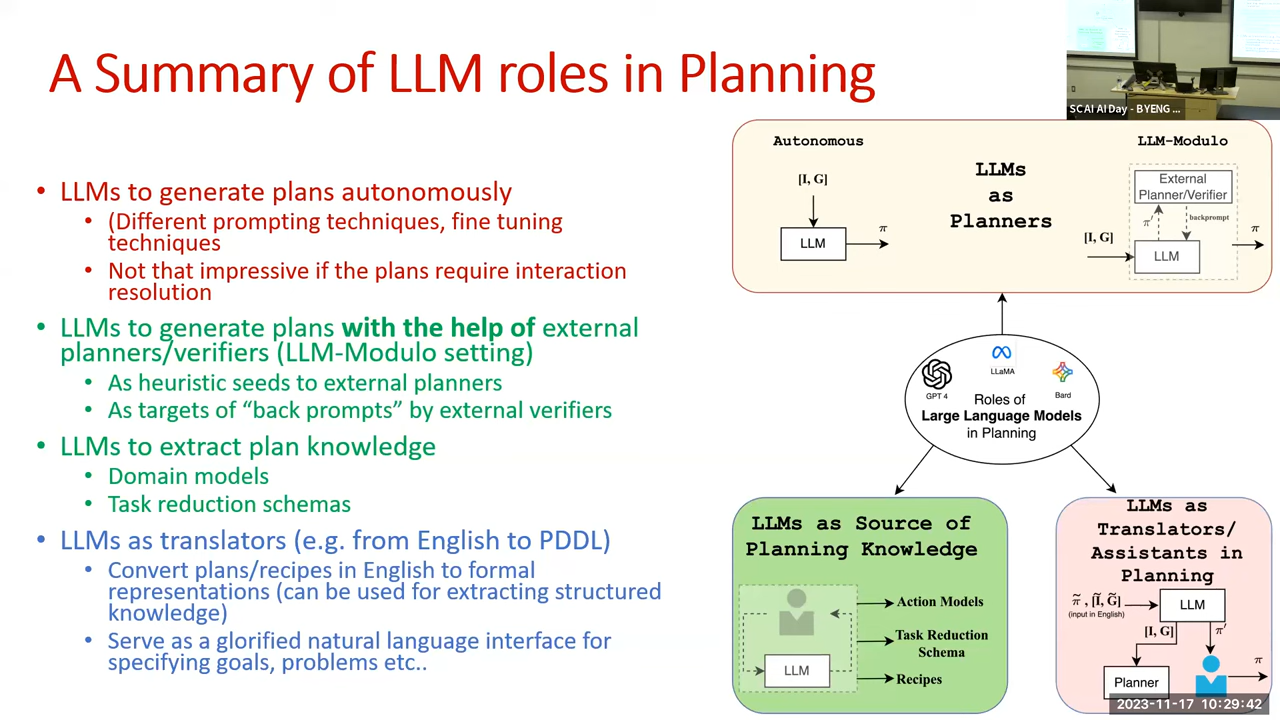 A Summary of LLM roles in Planning
SCAI AI Day - BYENG ...
• LLMs to generate plans autonomously
• (Different prompting techniques, fine tuning
techniques
• Not that impressive if the plans require interaction
resolution
• LLMs to generate plans with the help of external
planners/verifiers (LLM-Modulo setting)
• As heuristic seeds to external planners
• As targets of “back prompts” by external verifiers
• LLMs to extract plan knowledge
• Domain models
• Task reduction schemas
• LLMs as translators (e.g. from English to PDDL)
• Convert plans/recipes in English to formal
representations (can be used for extracting structured
knowledge)
• Serve as a glorified natural language interface for
specifying goals, problems etc..
Autonomous
[I, G]
LLM
π
LLMs
as
Planners
LLM-Modulo
External
Planner/Verifier
π'
backprompt
[I, G]
LLM
π
GPT 4
LLaMA
Bard
Roles of
Large Language Models
in Planning
LLMs as Source of
Planning Knowledge
LLM
Action Models
Task Reduction
Schema
Recipes
LLMs as
Translators/
Assistants in
Planning
π̃ , [Ĩ, G̃]
(input in English)
LLM
[I, G]
π'
Planner
π
2023-11-17 10:29:42